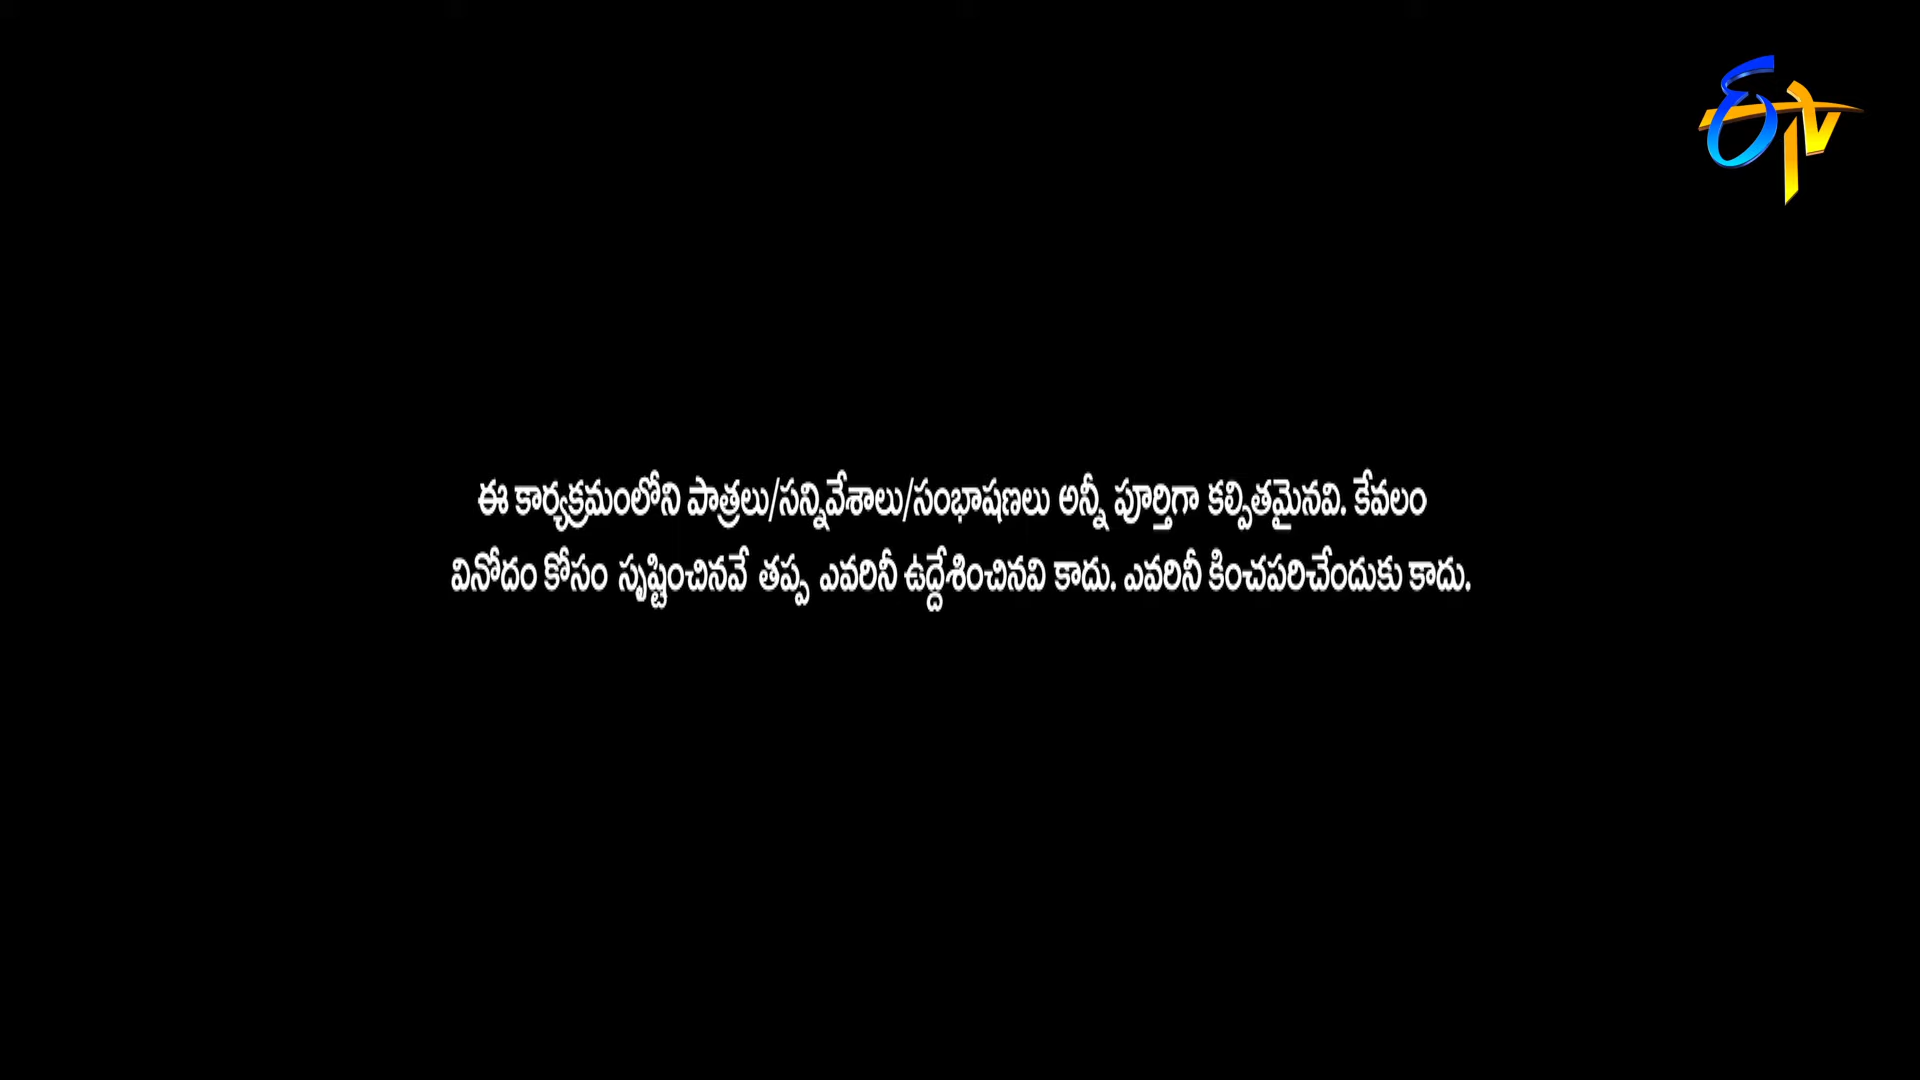 ETV
ఈ కార్యక్రమంలోని పాత్రలు/సన్నివేశాలు/సంభాషణలు అన్నీ పూర్తిగా కల్పితమైనవి. కేవలం
వినోదం కోసం సృష్టించినవే తప్ప ఎవరినీ ఉద్దేశించినవి కాదు. ఎవరినీ కించపరిచేందుకు కాదు.